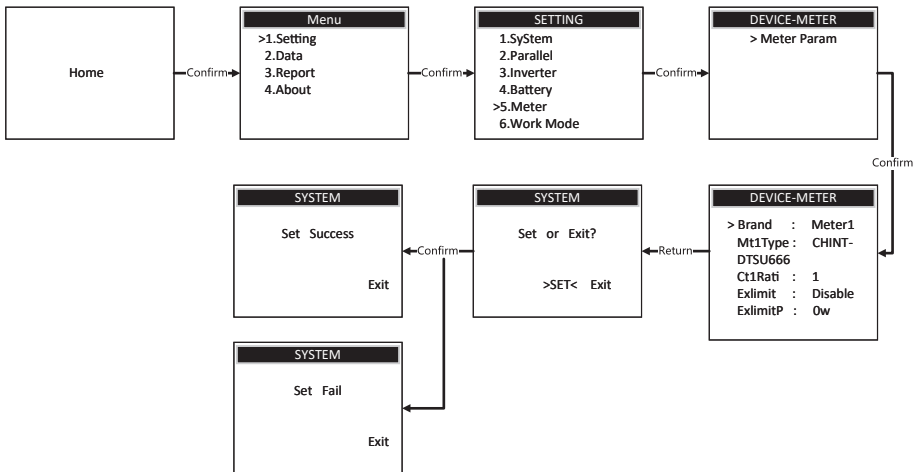 Home
Confirm
Menu
>1.Setting
2.Data
3.Report
4.About
Confirm
SETTING
1.SyStem
2.Parallel
3.Inverter
4.Battery
>5.Meter
6.Work Mode
Confirm
DEVICE-METER
> Meter Param
Confirm
DEVICE-METER
> Brand : Meter1
Mt1Type : CHINT-
DTSU666
Ct1Rati : 1
Exlimit : Disable
ExlimitP : 0w
Return
SYSTEM
Set or Exit?
>SET< Exit
Confirm
SYSTEM
Set Success
Exit
SYSTEM
Set Fail
Exit